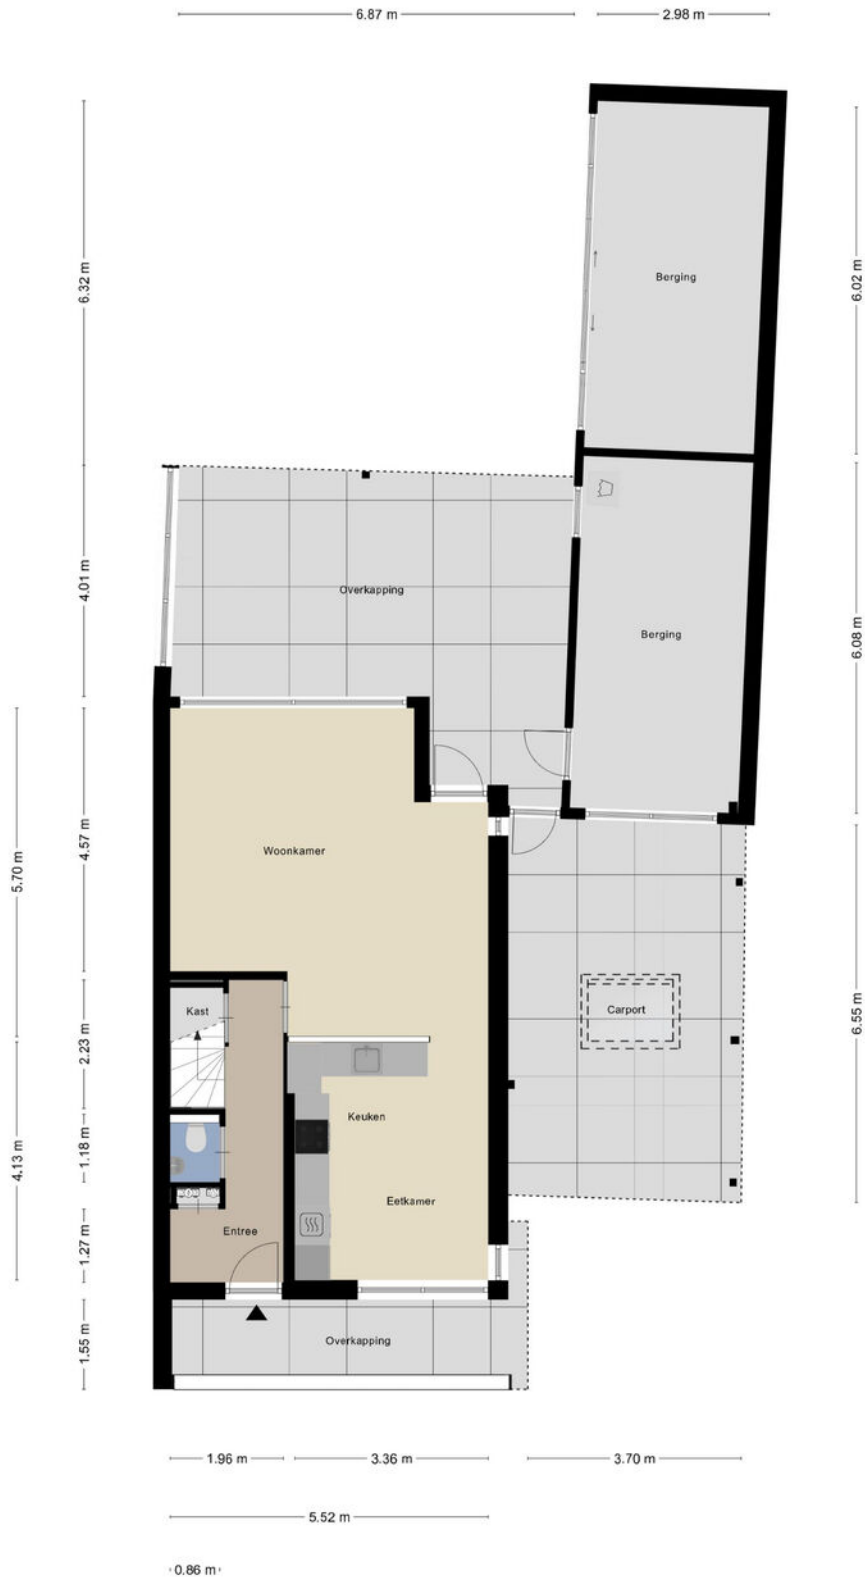 6.87 m
2.98 m
6.32 m
6.02 m
Berging
4.01 m
Overkapping
6.08 m
Berging
5.70 m
4.57 m
Woonkamer
Kast
Carport
6.55 m
2.23 m
Keuken
4.13 m
1.18 m
Eetkamer
Entree
1.27 m
1.55 m
Overkapping
1.96 m
3.36 m
3.70 m
5.52 m
0.86 m